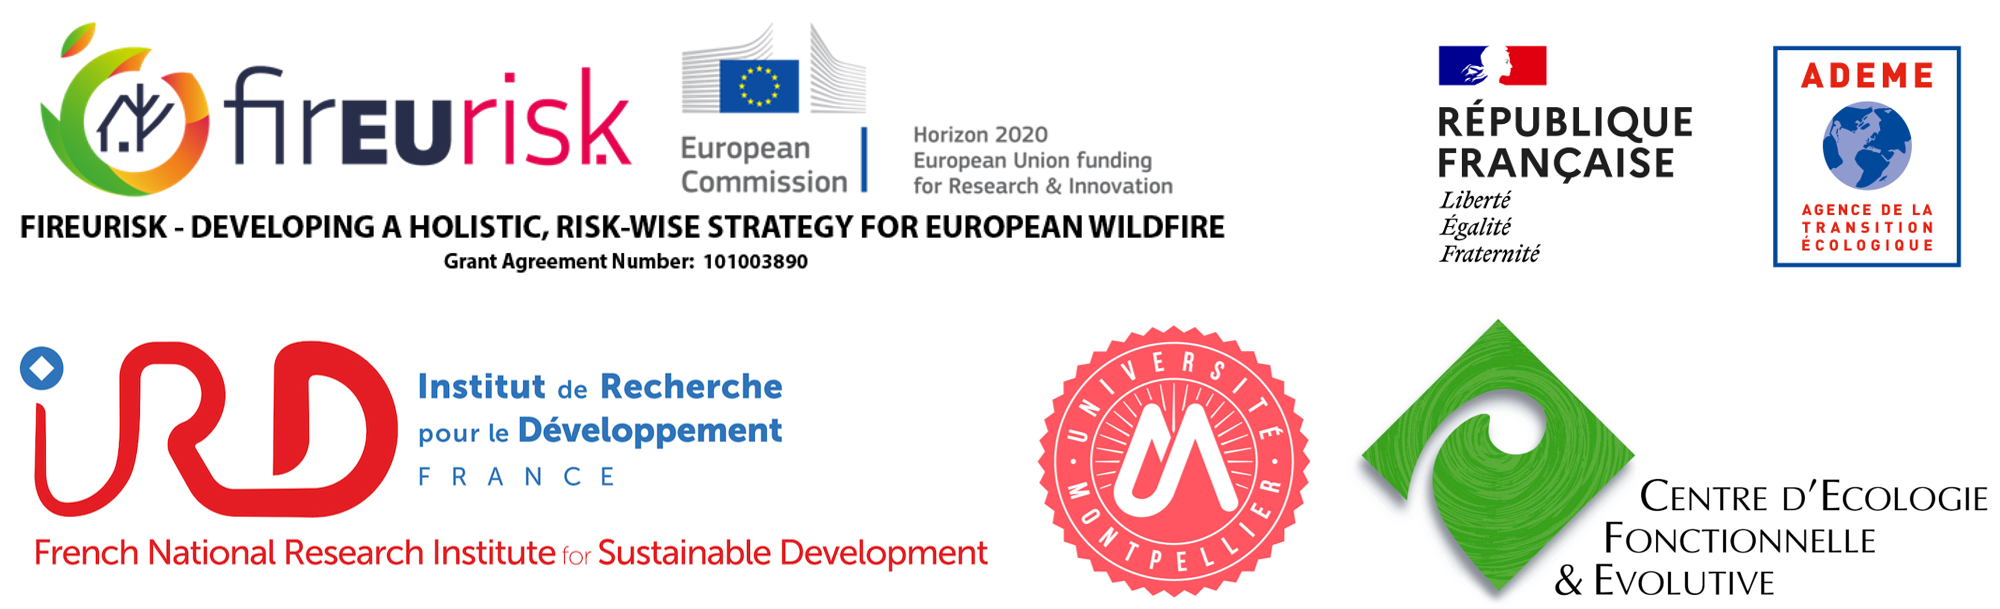 firEUrisk
European
Commission
Horizon 2020
European Union funding
for Research & Innovation
FIREURISK - DEVELOPING A HOLISTIC, RISK-WISE STRATEGY FOR EUROPEAN WILDFIRE
Grant Agreement Number: 101003890
RÉPUBLIQUE
FRANÇAISE
Liberté
Égalité
Fraternité
ADEME
AGENCE DE LA
TRANSITION
ÉCOLOGIQUE
iRD
Institut de Recherche
pour le Développement
FRANCE
French National Research Institute for Sustainable Development
UNIVERSITÉ
MONTPELLIER
CENTRE D'ECOLOGIE
FONCTIONNELLE
& EVOLUTIVE